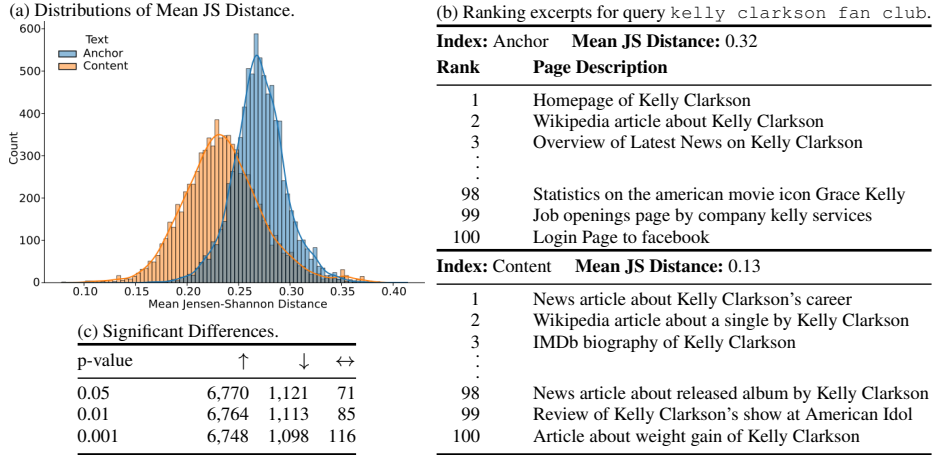 (a) Distributions of Mean JS Distance.
600
500
400
300
200
100
0
Count
Text
Anchor
Content
0.10 0.15 0.20 0.25 0.30 0.35 0.40
Mean Jensen-Shannon Distance
(c) Significant Differences.
p-value ↑ ↓ ↔
0.05 6,770 1,121 71
0.01 6,764 1,113 85
0.001 6,748 1,098 116
(b) Ranking excerpts for query kelly clarkson fan club.
Index: Anchor Mean JS Distance: 0.32
Rank Page Description
1 Homepage of Kelly Clarkson
2 Wikipedia article about Kelly Clarkson
3 Overview of Latest News on Kelly Clarkson
.
.
98 Statistics on the american movie icon Grace Kelly
99 Job openings page by company kelly services
100 Login Page to facebook
Index: Content Mean JS Distance: 0.13
1 News article about Kelly Clarkson's career
2 Wikipedia article about a single by Kelly Clarkson
3 IMDb biography of Kelly Clarkson
.
.
98 News article about released album by Kelly Clarkson
99 Review of Kelly Clarkson's show at American Idol
100 Article about weight gain of Kelly Clarkson